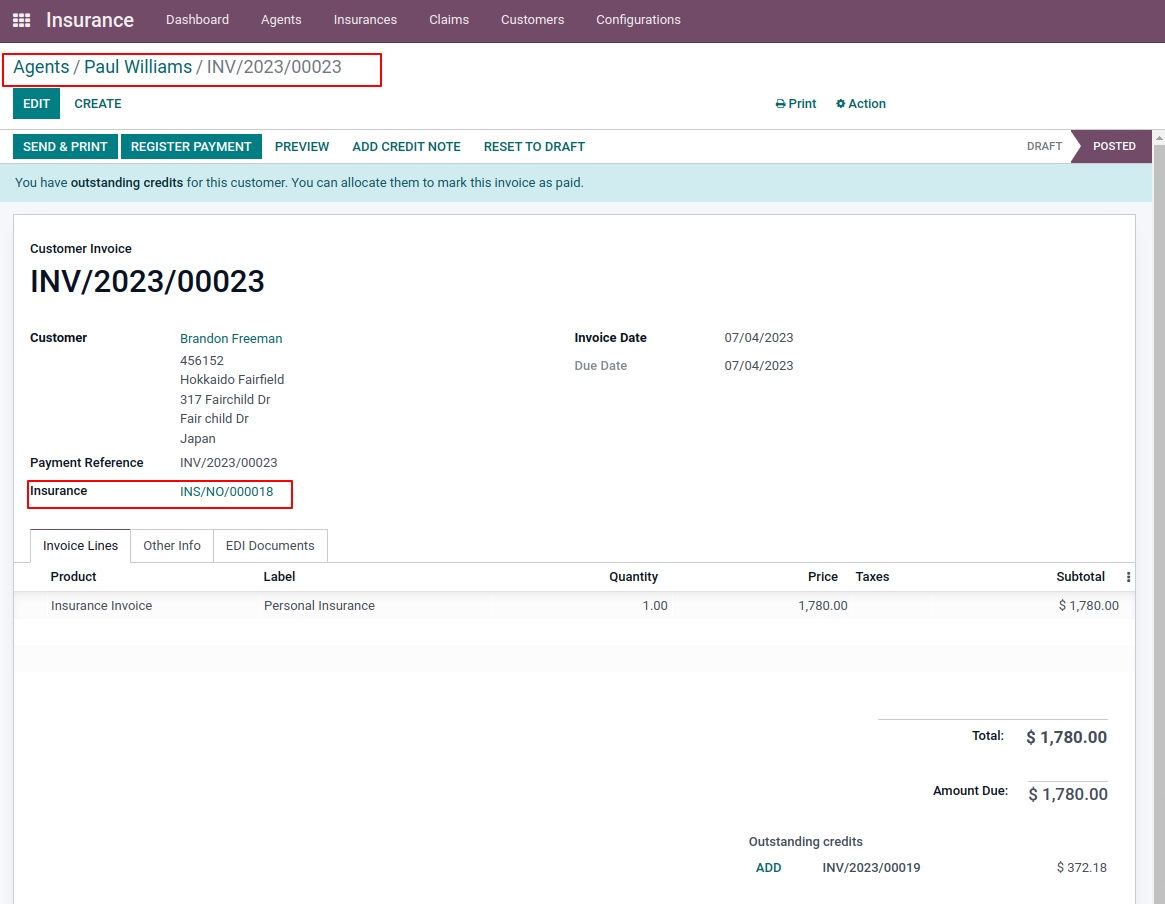 Insurance Dashboard Agents Insurances Claims Customers Configurations
Agents / Paul Williams / INV/2023/00023
EDIT CREATE Print Action
SEND & PRINT REGISTER PAYMENT PREVIEW ADD CREDIT NOTE RESET TO DRAFT DRAFT POSTED
You have outstanding credits for this customer. You can allocate them to mark this invoice as paid.
Customer Invoice
INV/2023/00023
Customer Brandon Freeman Invoice Date 07/04/2023
456152 Due Date 07/04/2023
Hokkaido Fairfield
317 Fairchild Dr
Fair child Dr
Japan
Payment Reference INV/2023/00023
Insurance INS/NO/000018
Invoice Lines Other Info EDI Documents
Product Label Quantity Price Taxes Subtotal
Insurance Invoice Personal Insurance 1.00 1,780.00 $ 1,780.00
Total: $ 1,780.00
Amount Due: $ 1,780.00
Outstanding credits
ADD INV/2023/00019 $ 372.18